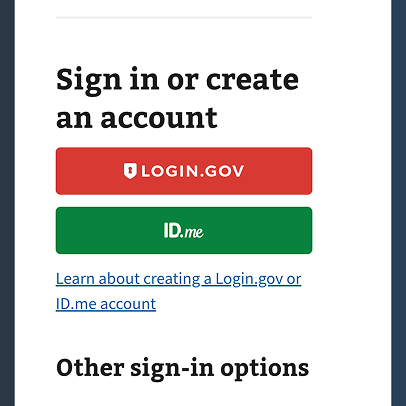 Sign in or create
an account
LOGIN.GOV
ID.me
Learn about creating a Login.gov or
ID.me account
Other sign-in options